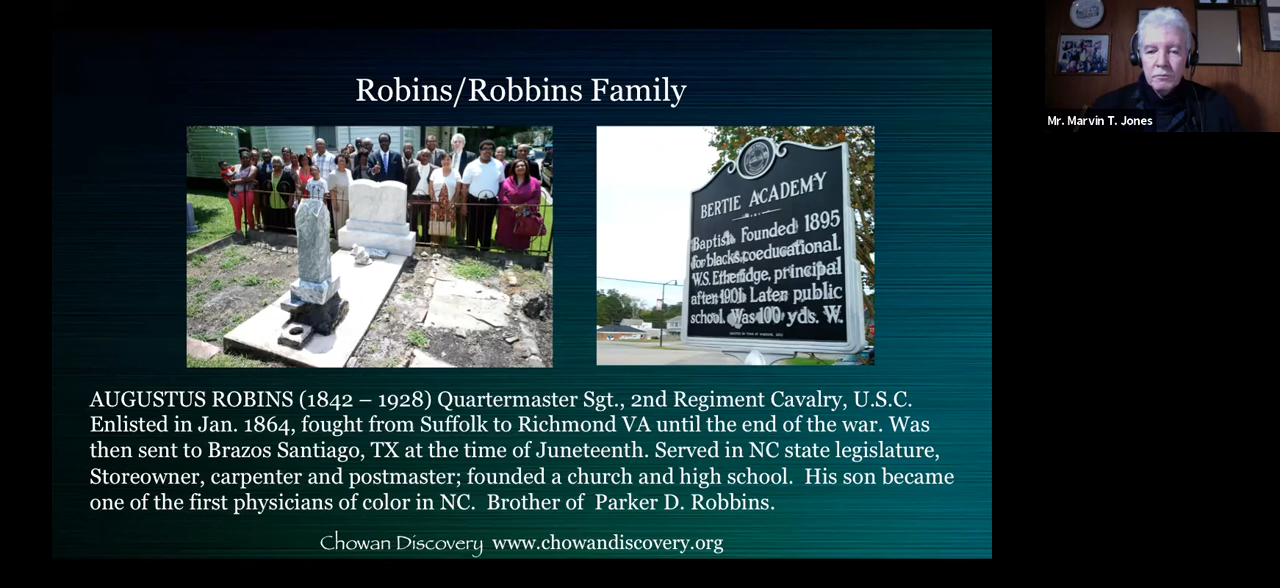 Robins/Robbins Family
BERTIE ACADEMY
Baptist. Founded 1895
for blacks, coeducational.
W.S. Etheridge, principal
after 1901. Later public
school. Was 100 yds. W.
AUGUSTUS ROBINS (1842 – 1928) Quartermaster Sgt., 2nd Regiment Cavalry, U.S.C.
Enlisted in Jan. 1864, fought from Suffolk to Richmond VA until the end of the war. Was
then sent to Brazos Santiago, TX at the time of Juneteenth. Served in NC state legislature,
Storeowner, carpenter and postmaster; founded a church and high school.  His son became
one of the first physicians of color in NC.  Brother of  Parker D. Robbins.
Chowan Discovery www.chowandiscovery.org
Mr. Marvin T. Jones